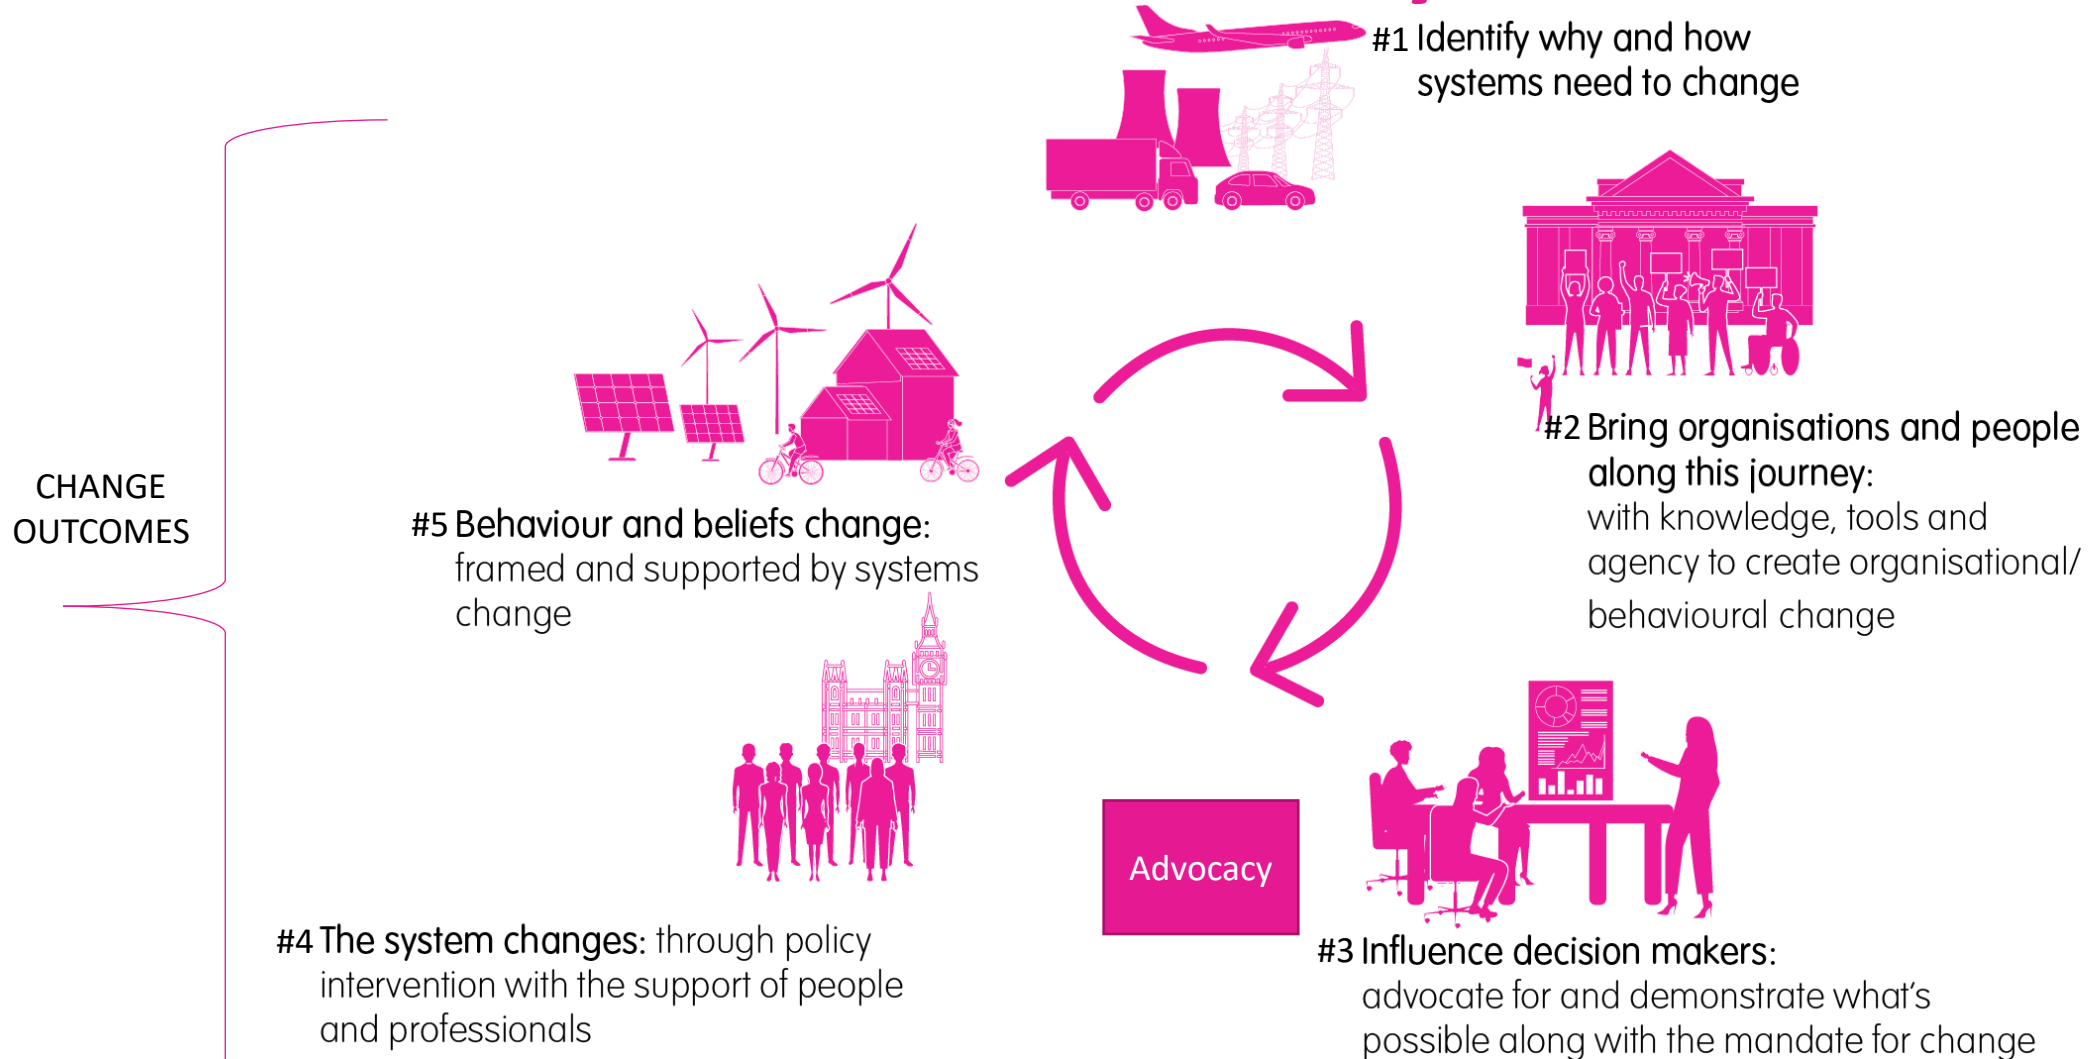 #1 Identify why and how
systems need to change
#2 Bring organisations and people
along this journey:
with knowledge, tools and
agency to create organisational/
behavioural change
#3 Influence decision makers:
advocate for and demonstrate what's
possible along with the mandate for change
Advocacy
#4 The system changes: through policy
intervention with the support of people
and professionals
#5 Behaviour and beliefs change:
framed and supported by systems
change
CHANGE
OUTCOMES